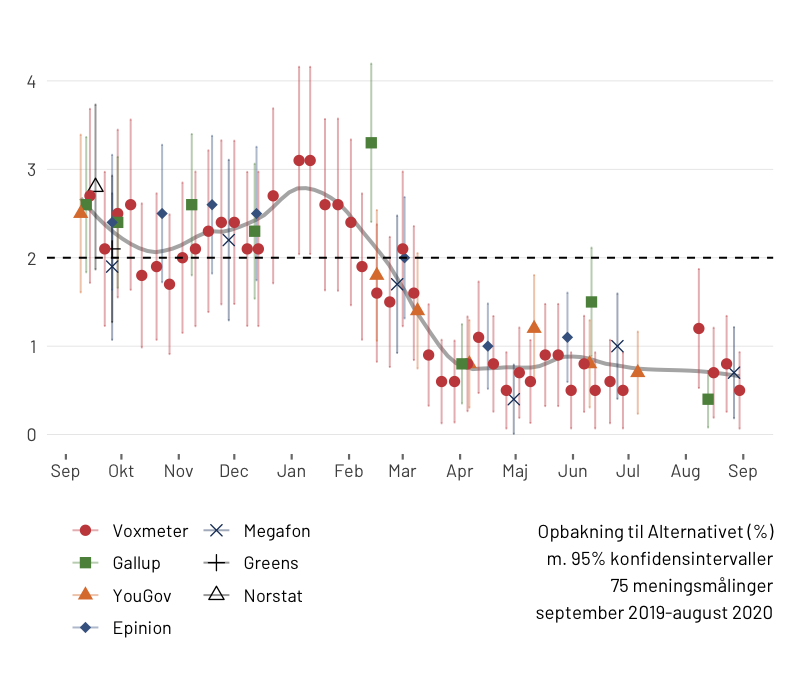 4
3
2
1
0
Sep Okt Nov Dec Jan Feb Mar Apr Maj Jun Jul Aug Sep
Voxmeter Megafon
Gallup Greens
YouGov Norstat
Epinion
Opbakning til Alternativet (%)
m. 95% konfidensintervaller
75 meningsmålinger
september 2019-august 2020